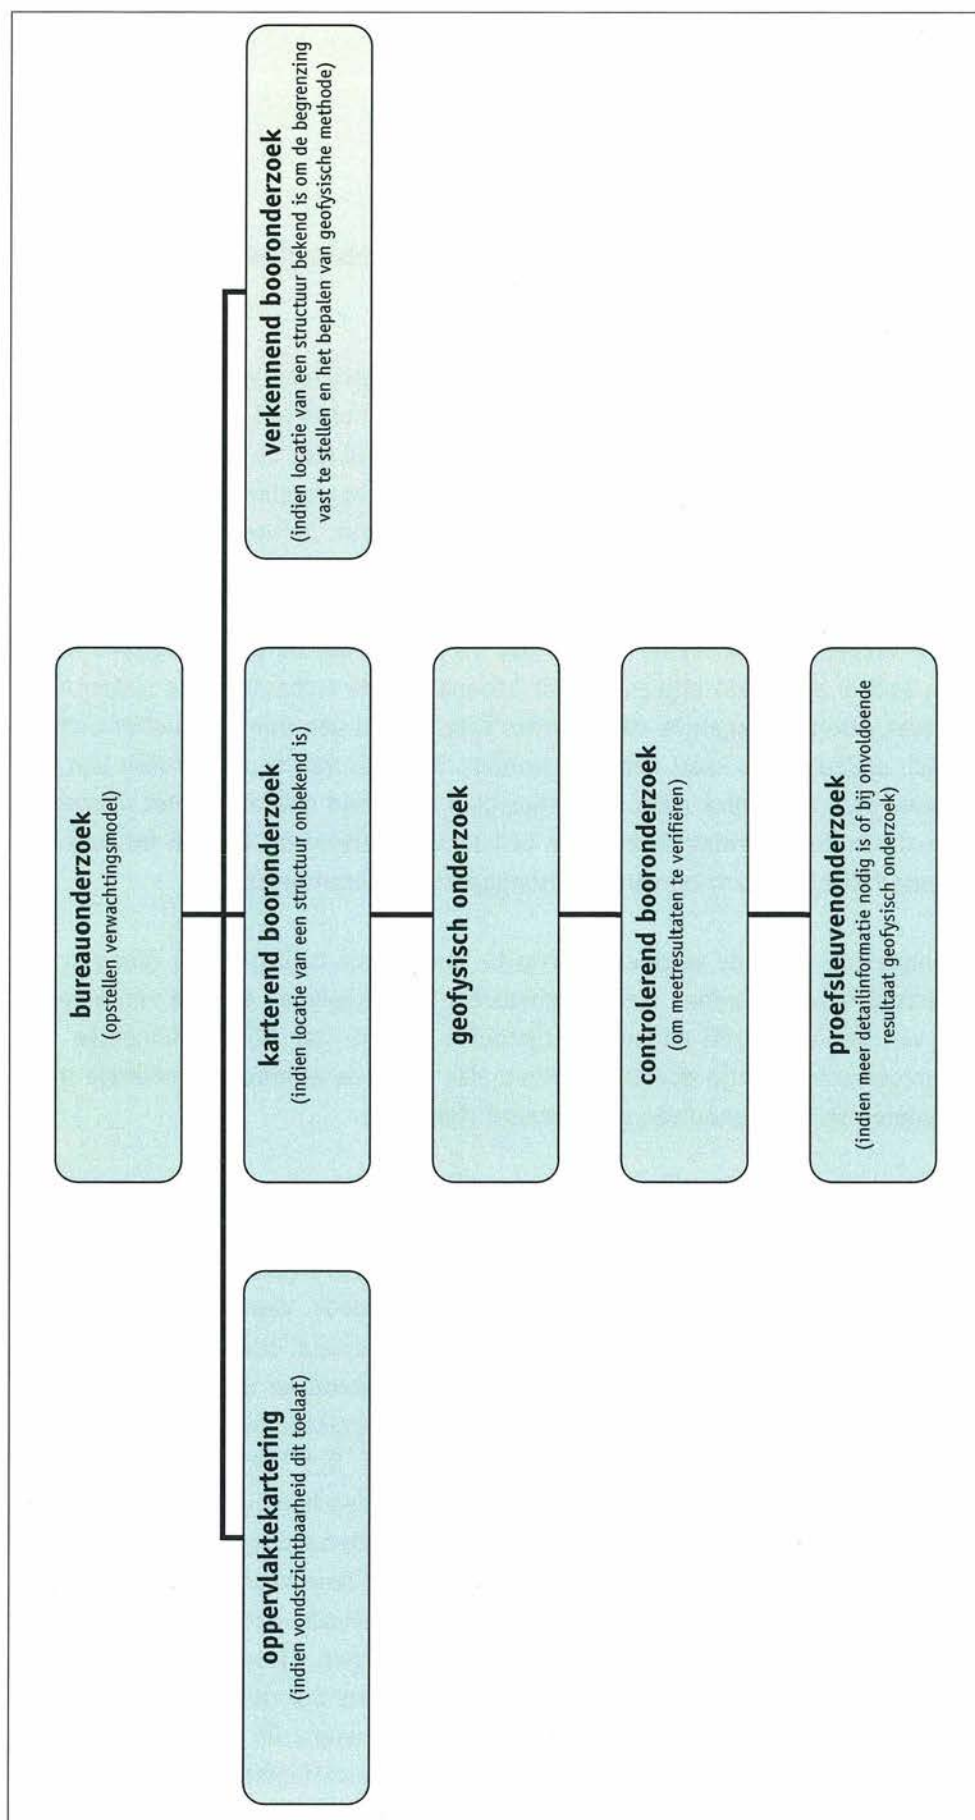 bureauonderzoek
(opstellen verwachtingsmodel)
oppervlaktekartering
(indien vondstzichtbaarheid dit toelaat)
karterend booronderzoek
(indien locatie van een structuur onbekend is)
verkennend booronderzoek
(indien locatie van een structuur bekend is om de begrenzing
vast te stellen en het bepalen van geofysische methode)
geofysisch onderzoek
controlerend booronderzoek
(om meetresultaten te verifiëren)
proefsleuvenonderzoek
(indien meer detailinformatie nodig is of bij onvoldoende
resultaat geofysisch onderzoek)